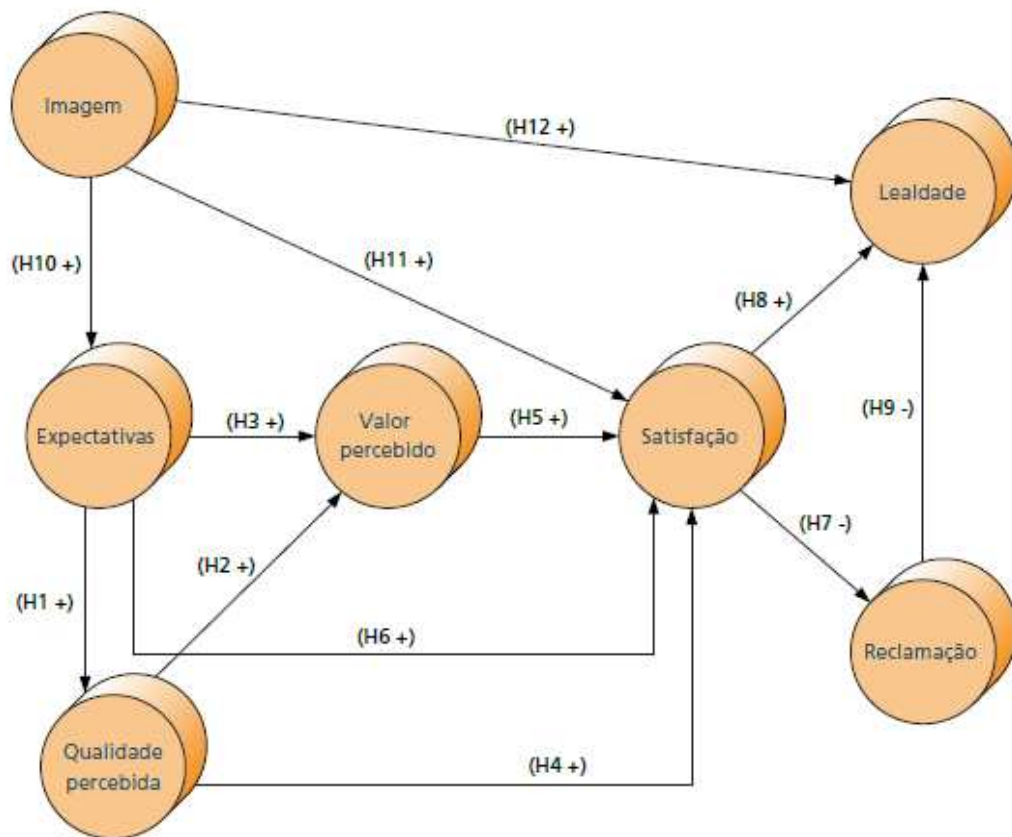 Imagem
(H12 +)
Lealdade
(H10 +)
(H11 +)
(H8 +)
Expectativas
(H3 +)
Valor
percebido
(H5 +)
Satisfação
(H9 -)
(H7 -)
(H2 +)
(H1 +)
(H6 +)
Reclamação
Qualidade
percebida
(H4 +)